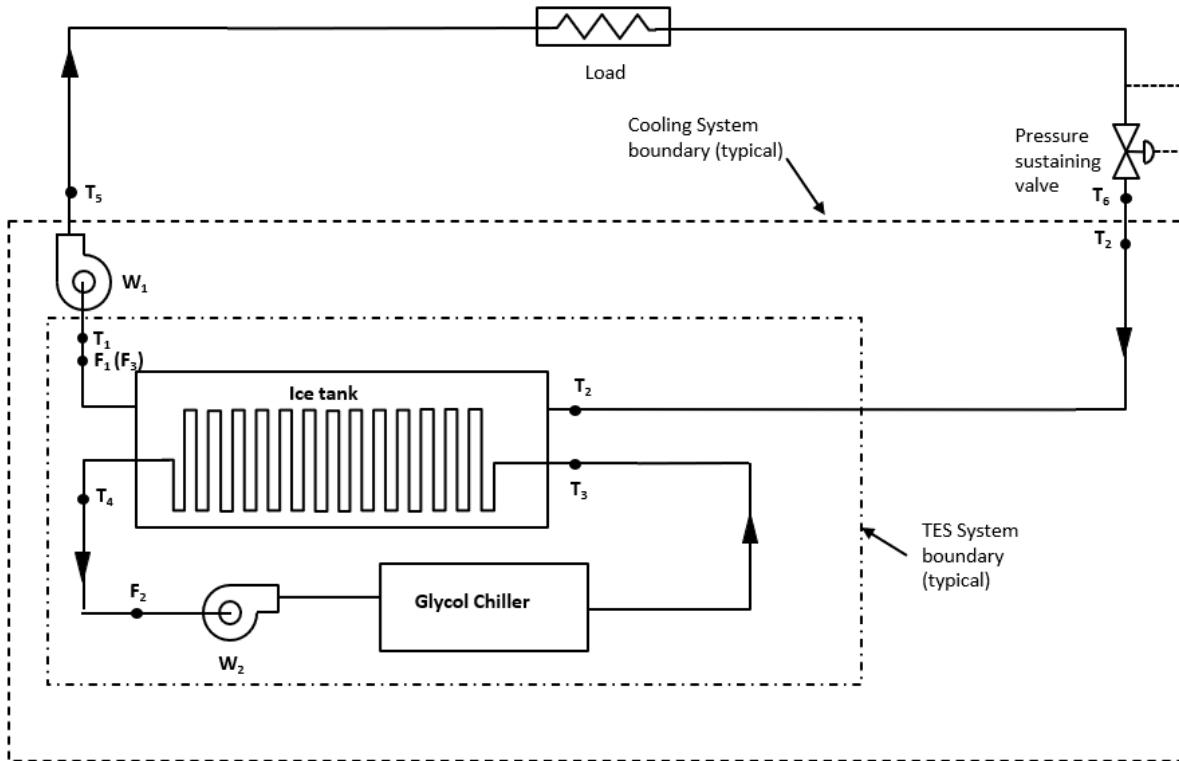 Load
Cooling System
boundary (typical)
Pressure
sustaining
valve
T5
T6
T2
W1
T1
F1 (F3)
Ice tank
T2
T4
T3
TES System
boundary
(typical)
F2
Glycol Chiller
W2